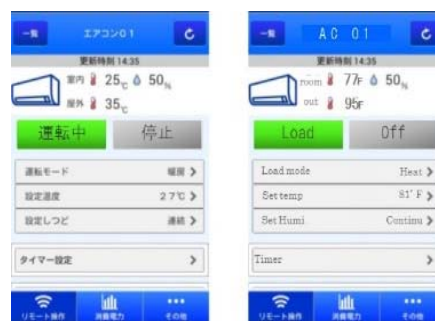 一覧 エアコン01
更新時刻 14:35
室内 25℃ 50%
屋外 35℃
運転中 停止
運転モード 暖房
設定温度 27℃
設定しつど 連続
タイマー設定
リモート操作 消費電力 その他
一覧 AC 01
更新時刻 14:35
room 77F 50%
out 95F
Load Off
Load mode Heat
Set temp 81°F
Set Humi Continu
Timer
リモート操作 消費電力 その他